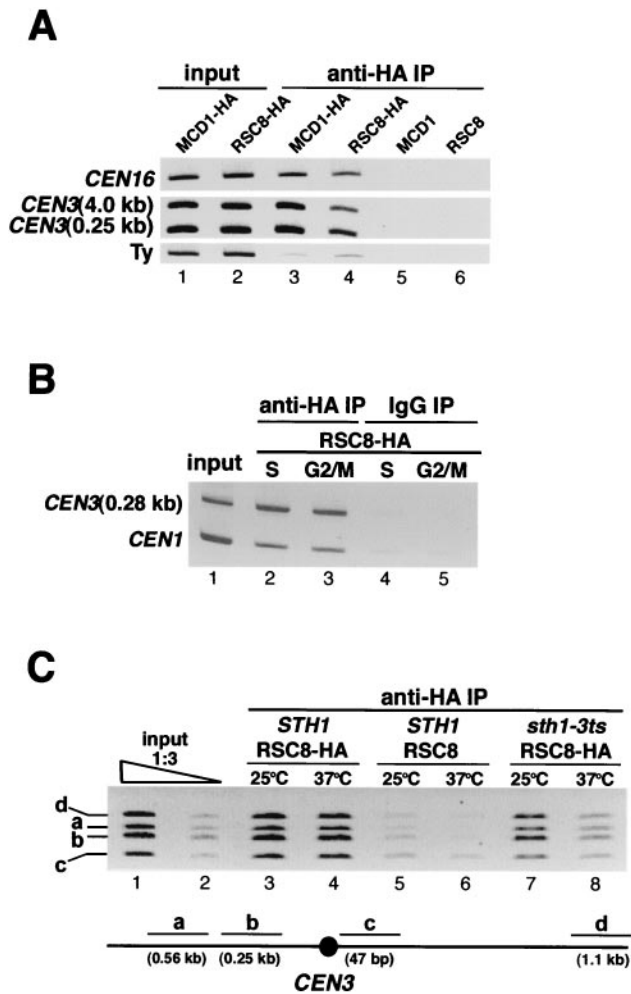 A
input anti-HA IP
MCD1-HA RSC8-HA MCD1-HA RSC8-HA MCD1 RSC8
CEN16
CEN3(4.0 kb)
CEN3(0.25 kb)
Ty
1 2 3 4 5 6
B
anti-HA IP IgG IP
RSC8-HA
input S G2/M S G2/M
CEN3(0.28 kb)
CEN1
1 2 3 4 5
C
anti-HA IP
input
1:3
STH1 STH1 sth1-3ts
RSC8-HA RSC8 RSC8-HA
25°C 37°C 25°C 37°C 25°C 37°C
d
a
b
c
1 2 3 4 5 6 7 8
a b c d
(0.56 kb) (0.25 kb) (47 bp) (1.1 kb)
CEN3